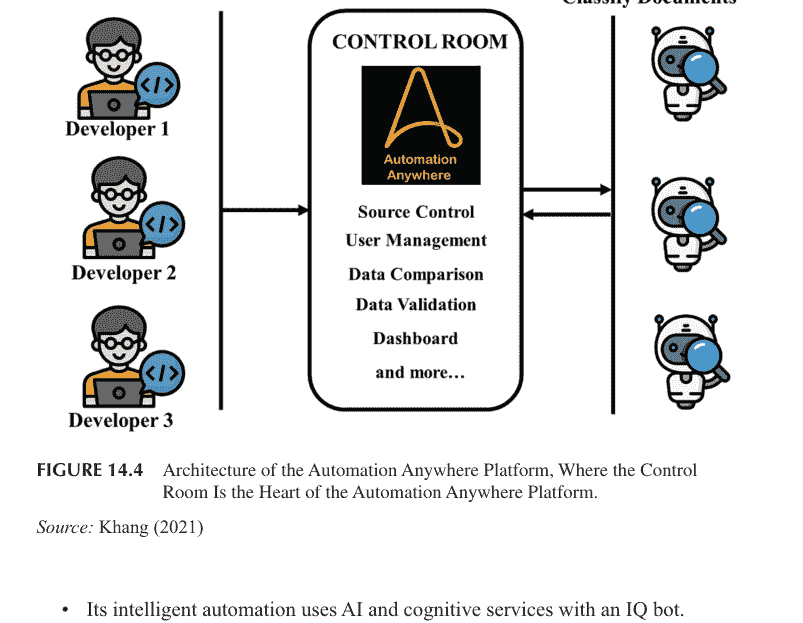 Classify Documents
CONTROL ROOM
Automation
Anywhere
Developer 1
</>
Source Control
User Management
Data Comparison
Data Validation
Dashboard
and more...
Developer 2
</>
Developer 3
</>
FIGURE 14.4 Architecture of the Automation Anywhere Platform, Where the Control
Room Is the Heart of the Automation Anywhere Platform.
Source: Khang (2021)
• Its intelligent automation uses AI and cognitive services with an IQ bot.